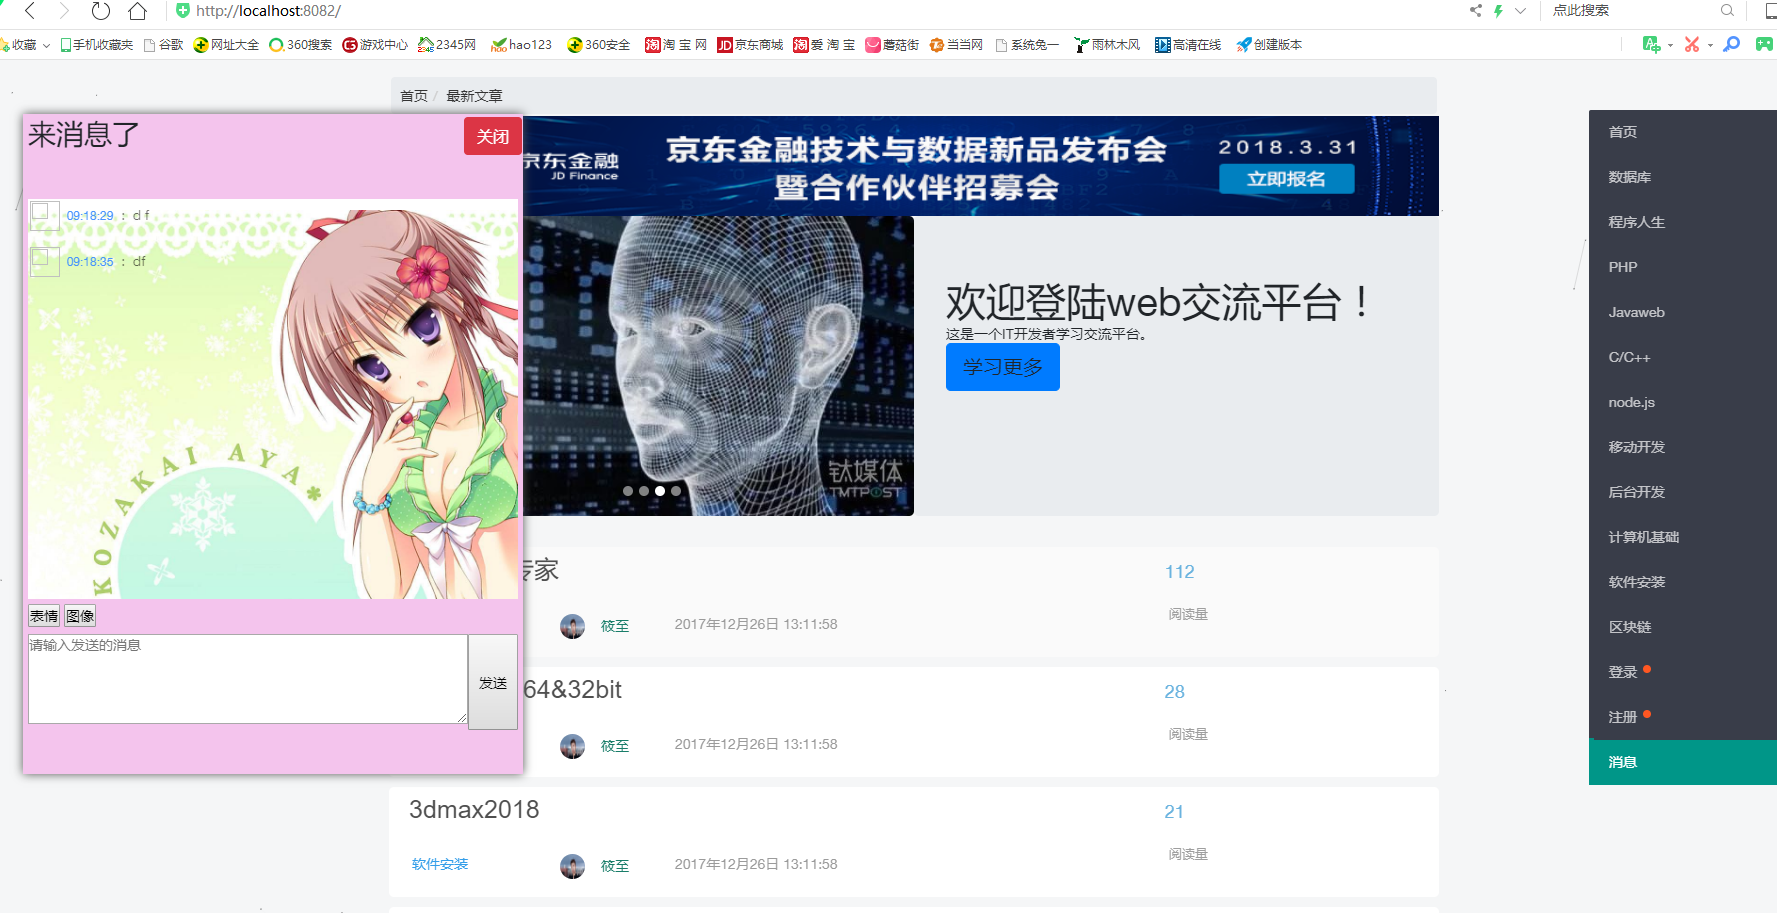 http://localhost:8082/
点此搜索
收藏
手机收藏夹
谷歌
网址大全
360搜索
游戏中心
2345网
hao123
360安全
淘 宝 网
京东商城
爱 淘 宝
蘑菇街
当当网
系统免一
雨林木风
高清在线
创建版本
首页 / 最新文章
来消息了
关闭
09:18:29 : d f
09:18:35 : df
KOZAKAI AYA
表情 图像
请输入发送的消息
发送
京东金融
JD Finance
京东金融技术与数据新品发布会
暨合作伙伴招募会
2018.3.31
立即报名
钛媒体
TMTPOST
欢迎登陆web交流平台！
这是一个IT开发者学习交流平台。
学习更多
专家
112
筱至
2017年12月26日 13:11:58
阅读量
64&32bit
28
筱至
2017年12月26日 13:11:58
阅读量
3dmax2018
21
软件安装
筱至
2017年12月26日 13:11:58
阅读量
首页
数据库
程序人生
PHP
Javaweb
C/C++
node.js
移动开发
后台开发
计算机基础
软件安装
区块链
登录
注册
消息